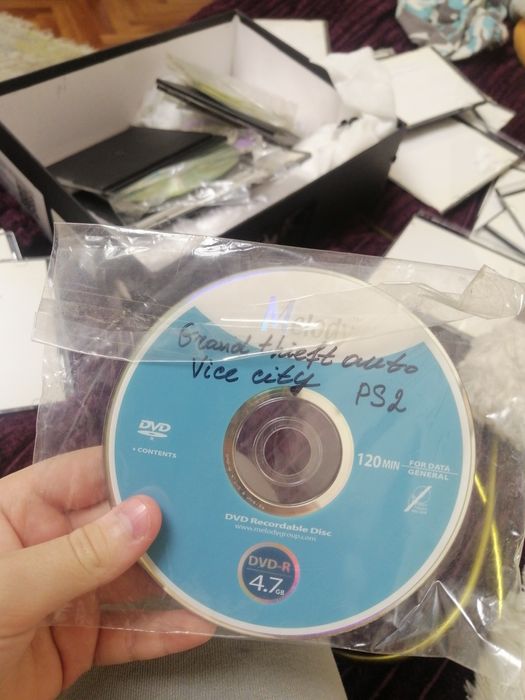 Melody
Grand thieft auto
Vice city PS2
DVD
R
• CONTENTS
120 MIN
FOR DATA
GENERAL
DVD Recordable Disc
www.melodygroup.com
DVD-R
4.7GB